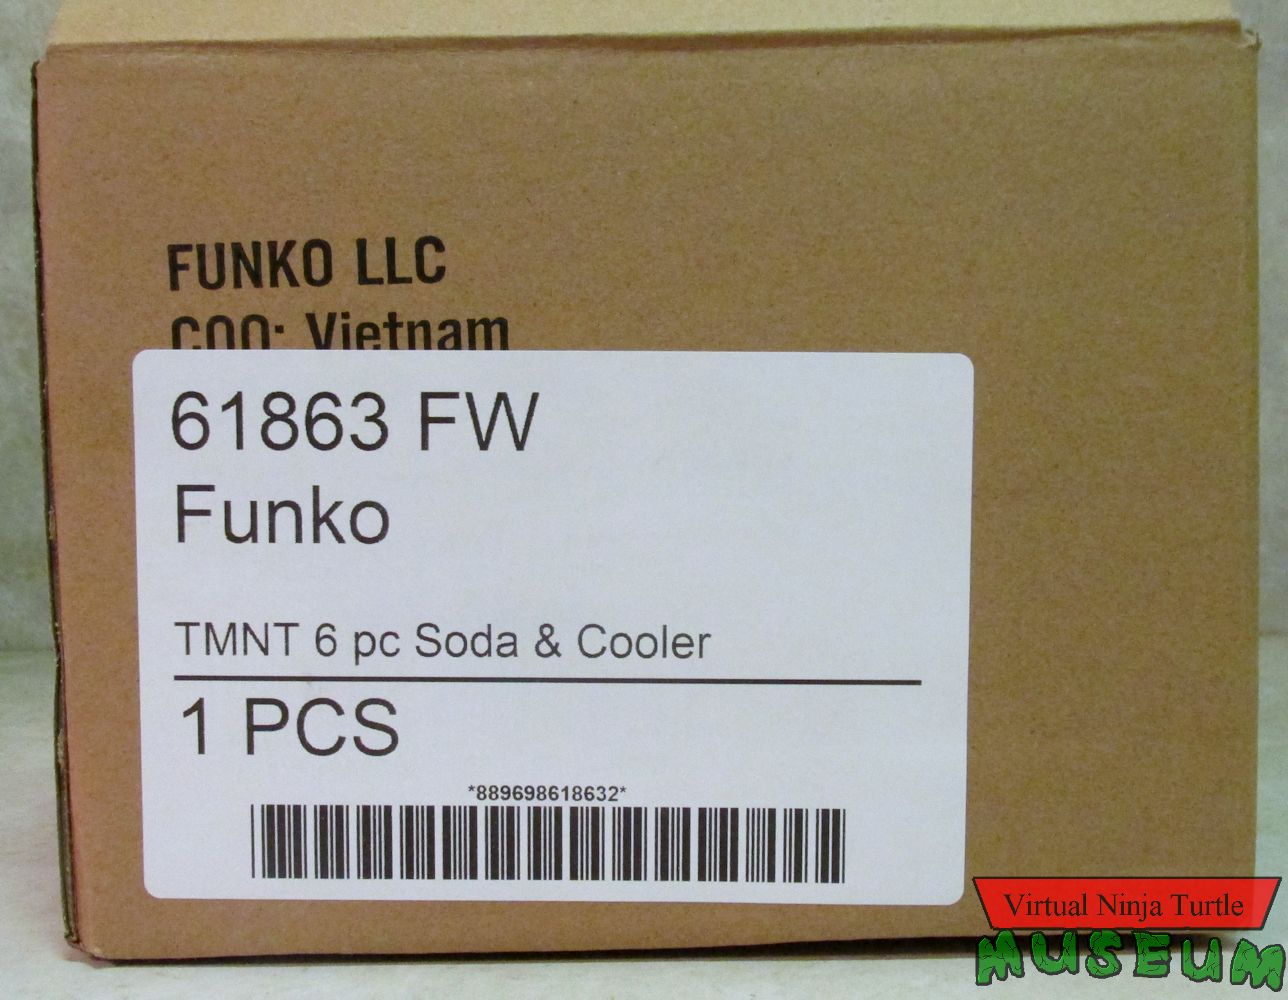 FUNKO LLC
COO: Vietnam
61863 FW
Funko
TMNT 6 pc Soda & Cooler
1 PCS
*889698618632*
Virtual Ninja Turtle
MUSEUM